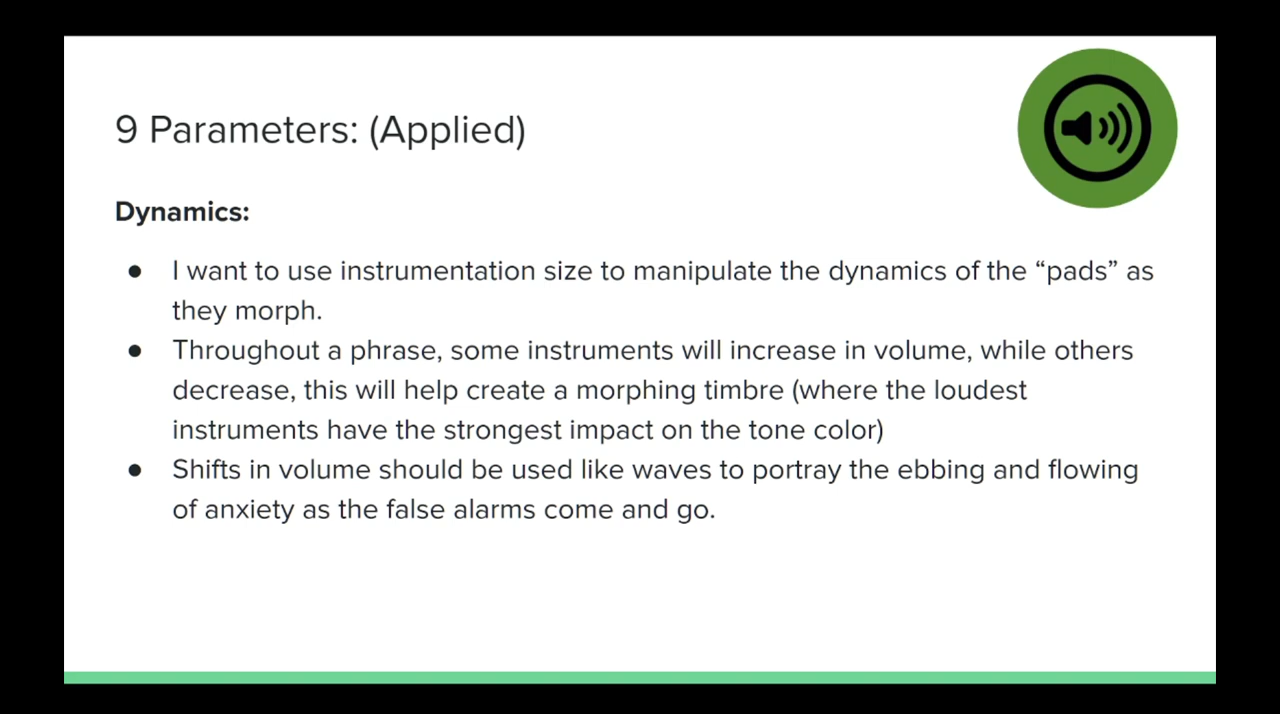 9 Parameters: (Applied)
Dynamics:
● I want to use instrumentation size to manipulate the dynamics of the “pads” as
they morph.
● Throughout a phrase, some instruments will increase in volume, while others
decrease, this will help create a morphing timbre (where the loudest
instruments have the strongest impact on the tone color)
● Shifts in volume should be used like waves to portray the ebbing and flowing
of anxiety as the false alarms come and go.